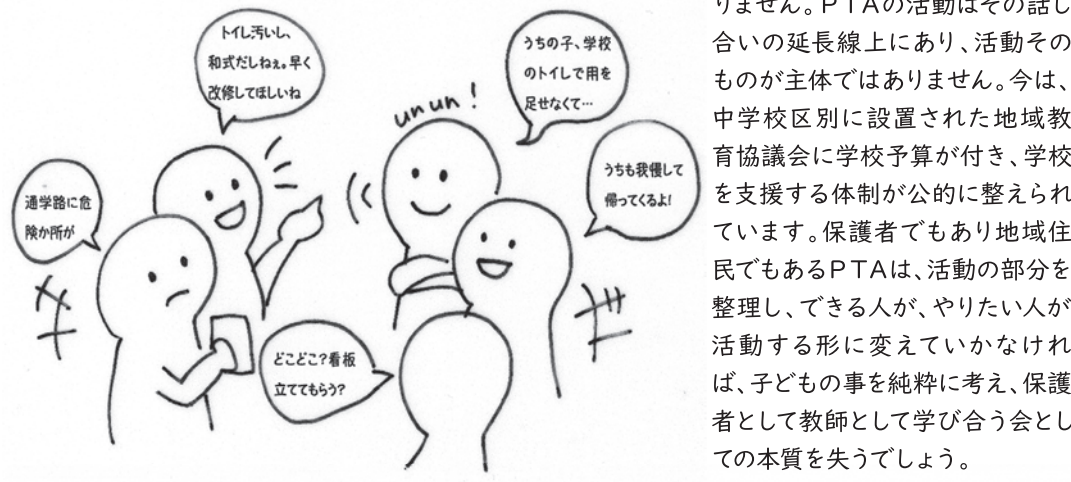 トイレ汚いし、
和式だしねぇ。早く
改修してほしいね
un un !
うちの子、学校
のトイレで用を
足せなくて…
うちも我慢して
帰ってくるよ!
通学路に危
険か所が
どこどこ?看板
立ててもらう?
りません。PTAの活動はその話し
合いの延長線上にあり、活動その
ものが主体ではありません。今は、
中学校区別に設置された地域教
育協議会に学校予算が付き、学校
を支援する体制が公的に整えられ
ています。保護者でもあり地域住
民でもあるPTAは、活動の部分を
整理し、できる人が、やりたい人が
活動する形に変えていかなけれ
ば、子どもの事を純粋に考え、保護
者として教師として学び合う会とし
ての本質を失うでしょう。